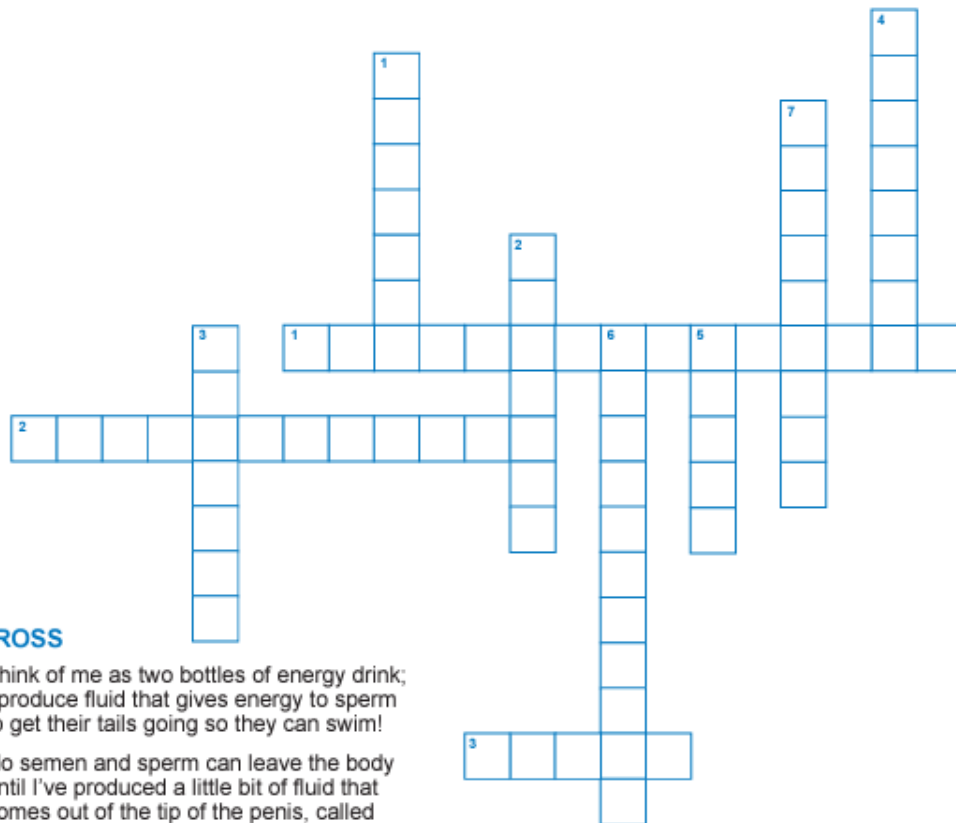 4
1
7
2
3
1
6
5
2
ROSS
hink of me as two bottles of energy drink;
produce fluid that gives energy to sperm
o get their tails going so they can swim!
lo semen and sperm can leave the body
ntil I've produced a little bit of fluid that
omes out of the tip of the penis, called
3